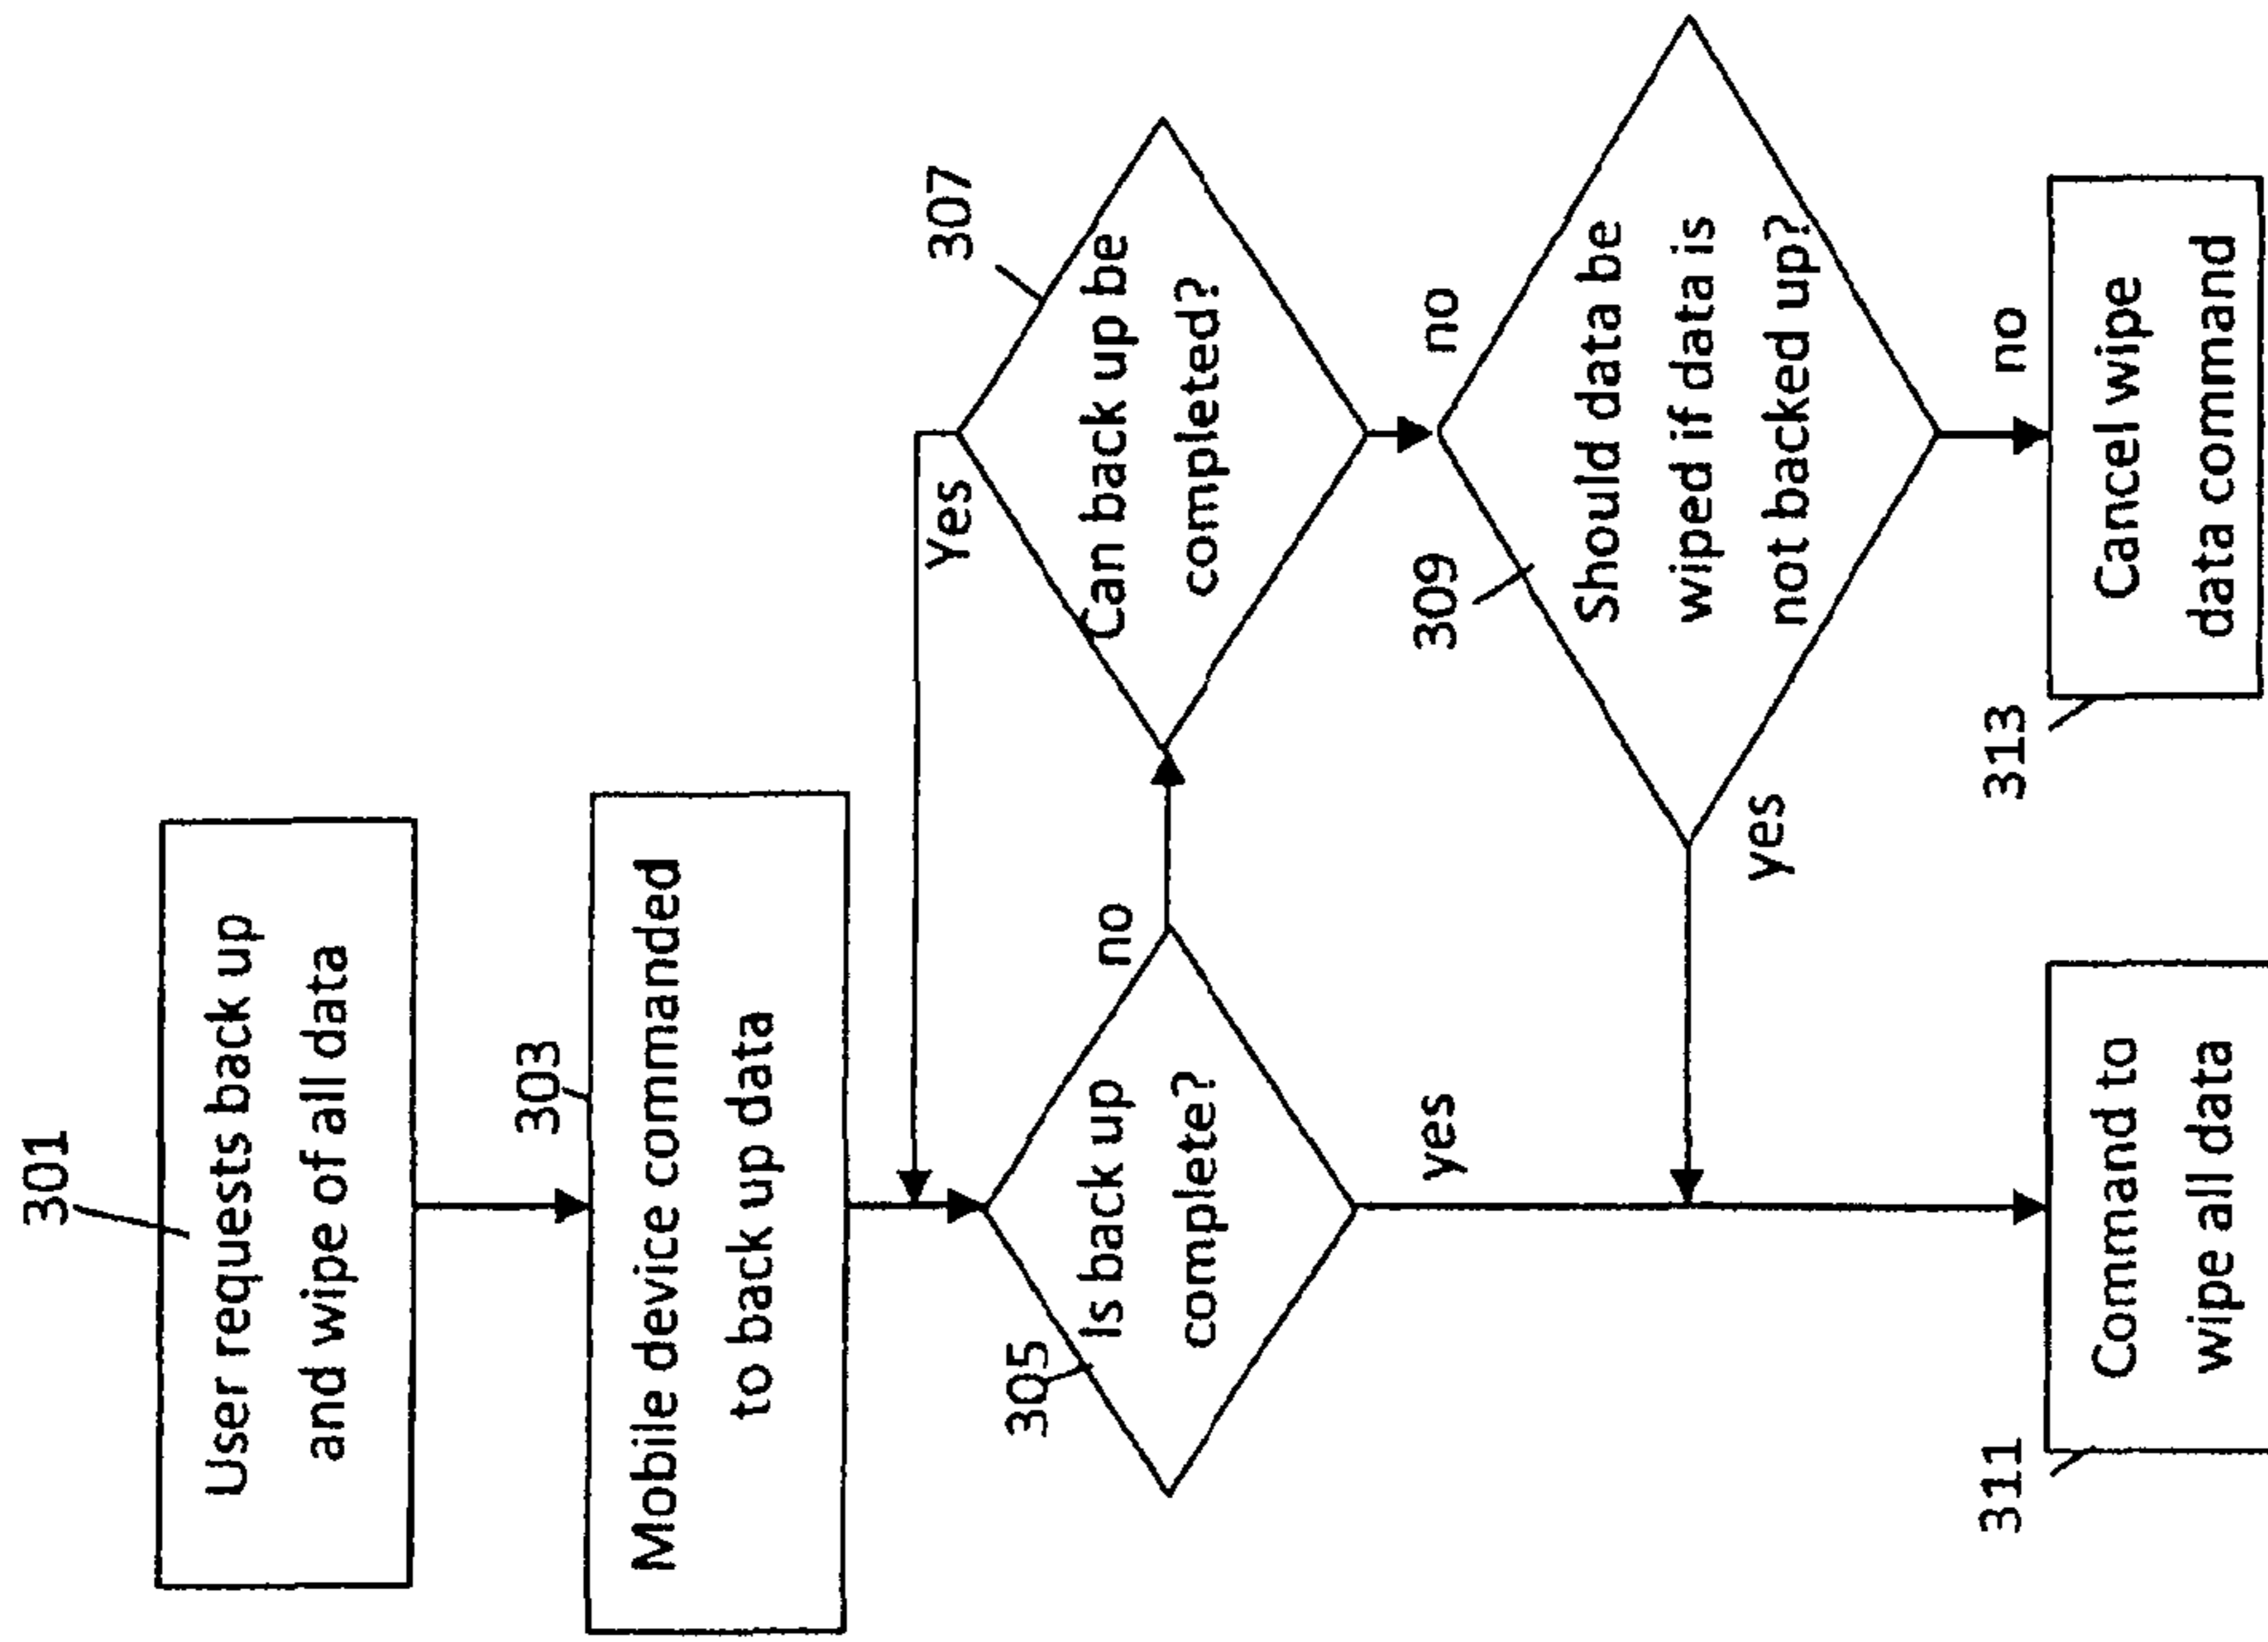 301
User requests back up
and wipe of all data
303
Mobile device commanded
to back up data
305
Is back up
complete?
no
yes
307
Can back up be
completed?
Yes
no
309
Should data be
wiped if data is
not backed up?
yes
no
311
Command to
wipe all data
313
Cancel wipe
data command